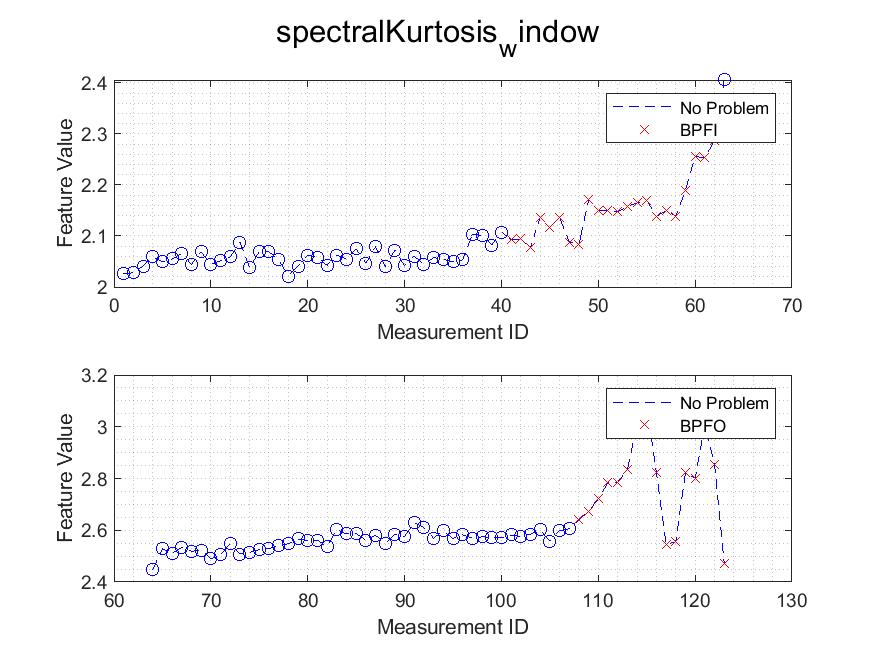 spectralKurtosis_window
2.4
2.3
2.2
2.1
2
Feature Value
No Problem
BPFI
0 10 20 30 40 50 60 70
Measurement ID
3.2
3
2.8
2.6
2.4
Feature Value
No Problem
BPFO
60 70 80 90 100 110 120 130
Measurement ID